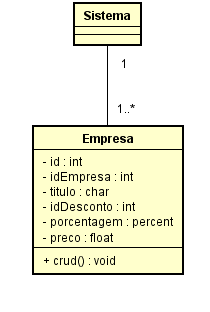 Sistema
1
1..*
Empresa
- id : int
- idEmpresa : int
- titulo : char
- idDesconto : int
- porcentagem : percent
- preco : float
+ crud() : void